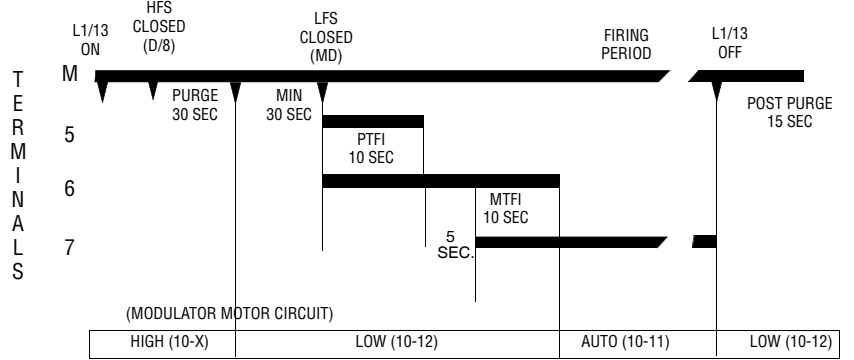 L1/13
ON
HFS
CLOSED
(D/8)
LFS
CLOSED
(MD)
FIRING
PERIOD
L1/13
OFF
TERMINALS
M
PURGE
30 SEC
MIN
30 SEC
POST PURGE
15 SEC
5
PTFI
10 SEC
6
MTFI
10 SEC
7
5
SEC.
(MODULATOR MOTOR CIRCUIT)
HIGH (10-X)
LOW (10-12)
AUTO (10-11)
LOW (10-12)